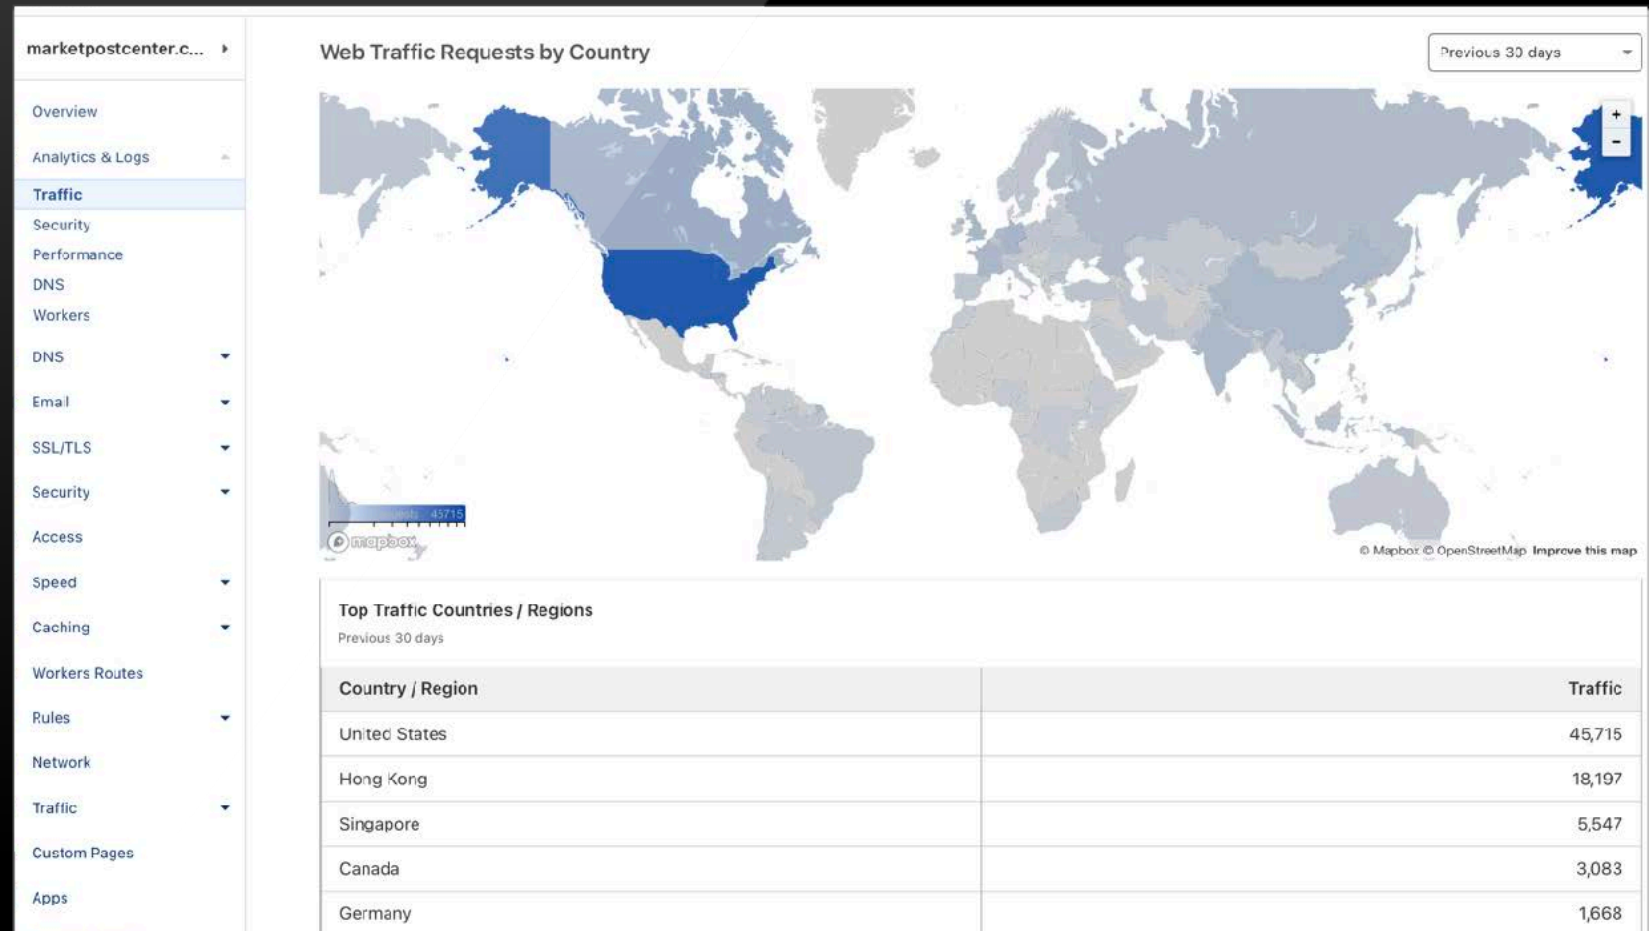 marketpostcenter.c...
Overview
Analytics & Logs
Traffic
Security
Performance
DNS
Workers
DNS
Email
SSL/TLS
Security
Access
Speed
Caching
Workers Routes
Rules
Network
Traffic
Custom Pages
Apps
Web Traffic Requests by Country
Previous 30 days
+
-
45715
mapbox
© Mapbox © OpenStreetMap Improve this map
Top Traffic Countries / Regions
Previous 30 days
Country / Region Traffic
United States 45,715
Hong Kong 18,197
Singapore 5,547
Canada 3,083
Germany 1,668